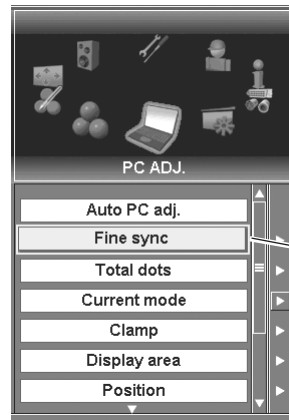 PC ADJ.
Auto PC adj.
Fine sync
Total dots
Current mode
Clamp
Display area
Position